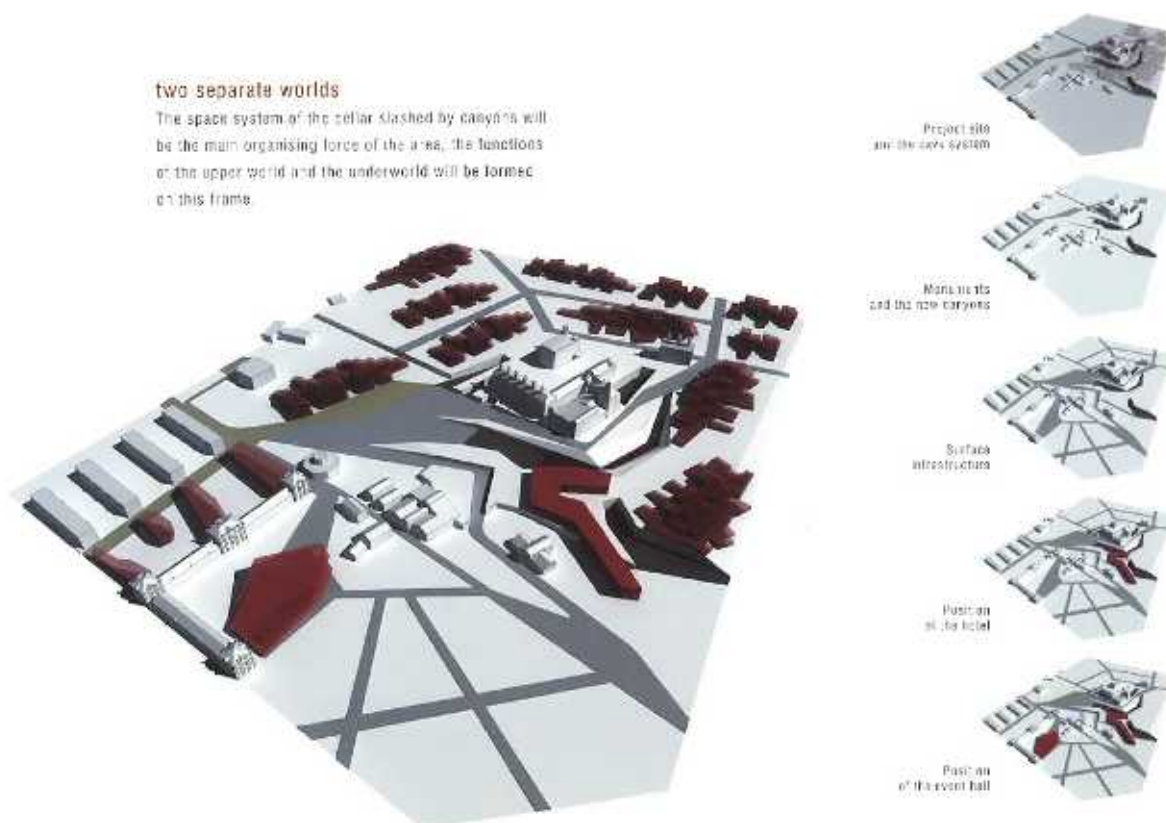 two separate worlds
The space system of the cellar slashed by canyons will
be the main organising force of the area, the functions
of the upper world and the underworld will be formed
on this frame.
Project site
and the cave system
Monuments
and the new canyons
Surface
infrastructure
Position
of the hotel
Position
of the event hall